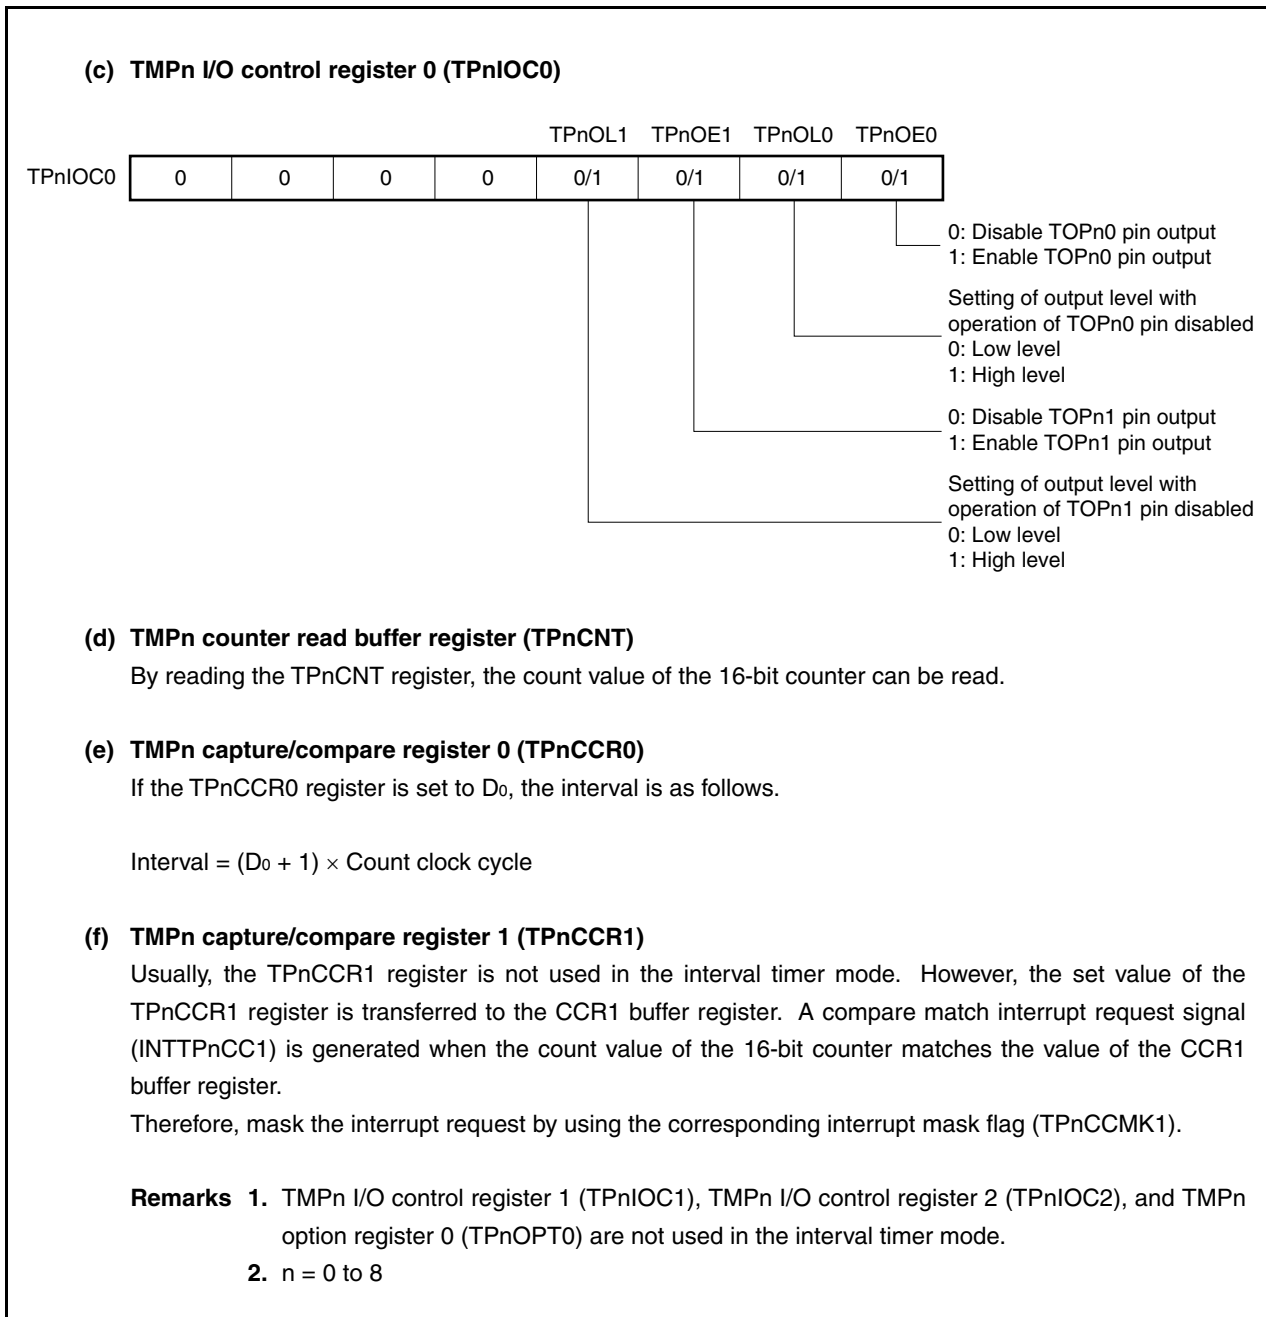 (c) TMPn I/O control register 0 (TPnIOC0)
TPnOL1 TPnOE1 TPnOL0 TPnOE0
TPnIOC0 0 0 0 0 0/1 0/1 0/1 0/1
0: Disable TOPn0 pin output
1: Enable TOPn0 pin output
Setting of output level with
operation of TOPn0 pin disabled
0: Low level
1: High level
0: Disable TOPn1 pin output
1: Enable TOPn1 pin output
Setting of output level with
operation of TOPn1 pin disabled
0: Low level
1: High level
(d) TMPn counter read buffer register (TPnCNT)
By reading the TPnCNT register, the count value of the 16-bit counter can be read.
(e) TMPn capture/compare register 0 (TPnCCR0)
If the TPnCCR0 register is set to D0, the interval is as follows.
Interval = (D0 + 1) × Count clock cycle
(f) TMPn capture/compare register 1 (TPnCCR1)
Usually, the TPnCCR1 register is not used in the interval timer mode. However, the set value of the
TPnCCR1 register is transferred to the CCR1 buffer register. A compare match interrupt request signal
(INTTPnCC1) is generated when the count value of the 16-bit counter matches the value of the CCR1
buffer register.
Therefore, mask the interrupt request by using the corresponding interrupt mask flag (TPnCCMK1).
Remarks 1. TMPn I/O control register 1 (TPnIOC1), TMPn I/O control register 2 (TPnIOC2), and TMPn
option register 0 (TPnOPT0) are not used in the interval timer mode.
2. n = 0 to 8